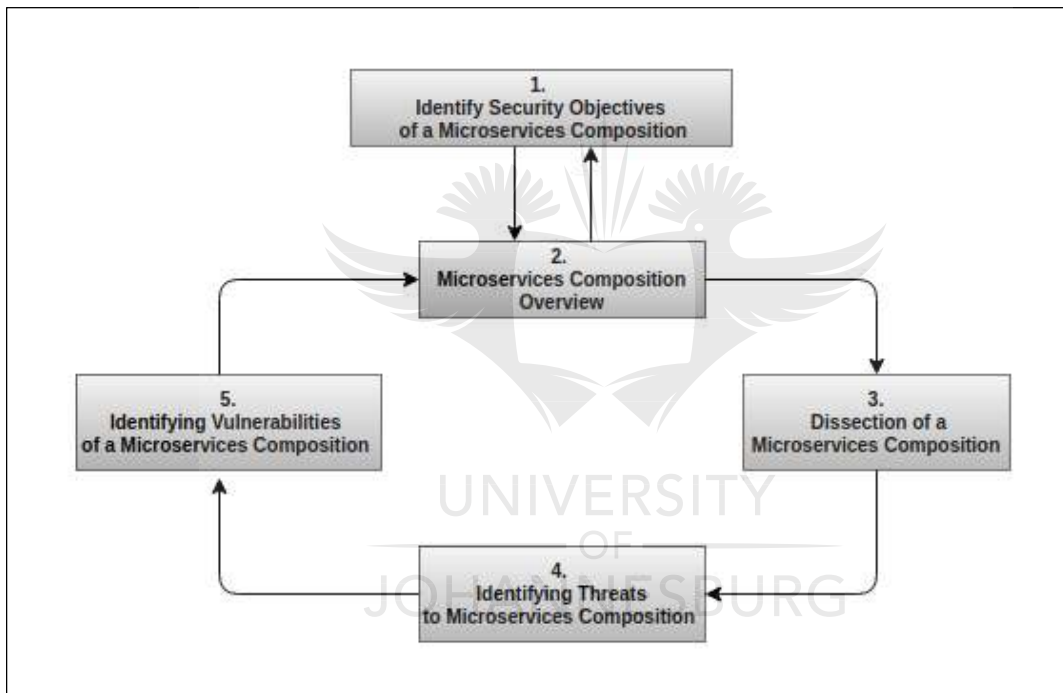 1.
Identify Security Objectives
of a Microservices Composition
2.
Microservices Composition
Overview
3.
Dissection of a
Microservices Composition
5.
Identifying Vulnerabilities
of a Microservices Composition
4.
Identifying Threats
to Microservices Composition
UNIVERSITY
OF
JOHANNESBURG